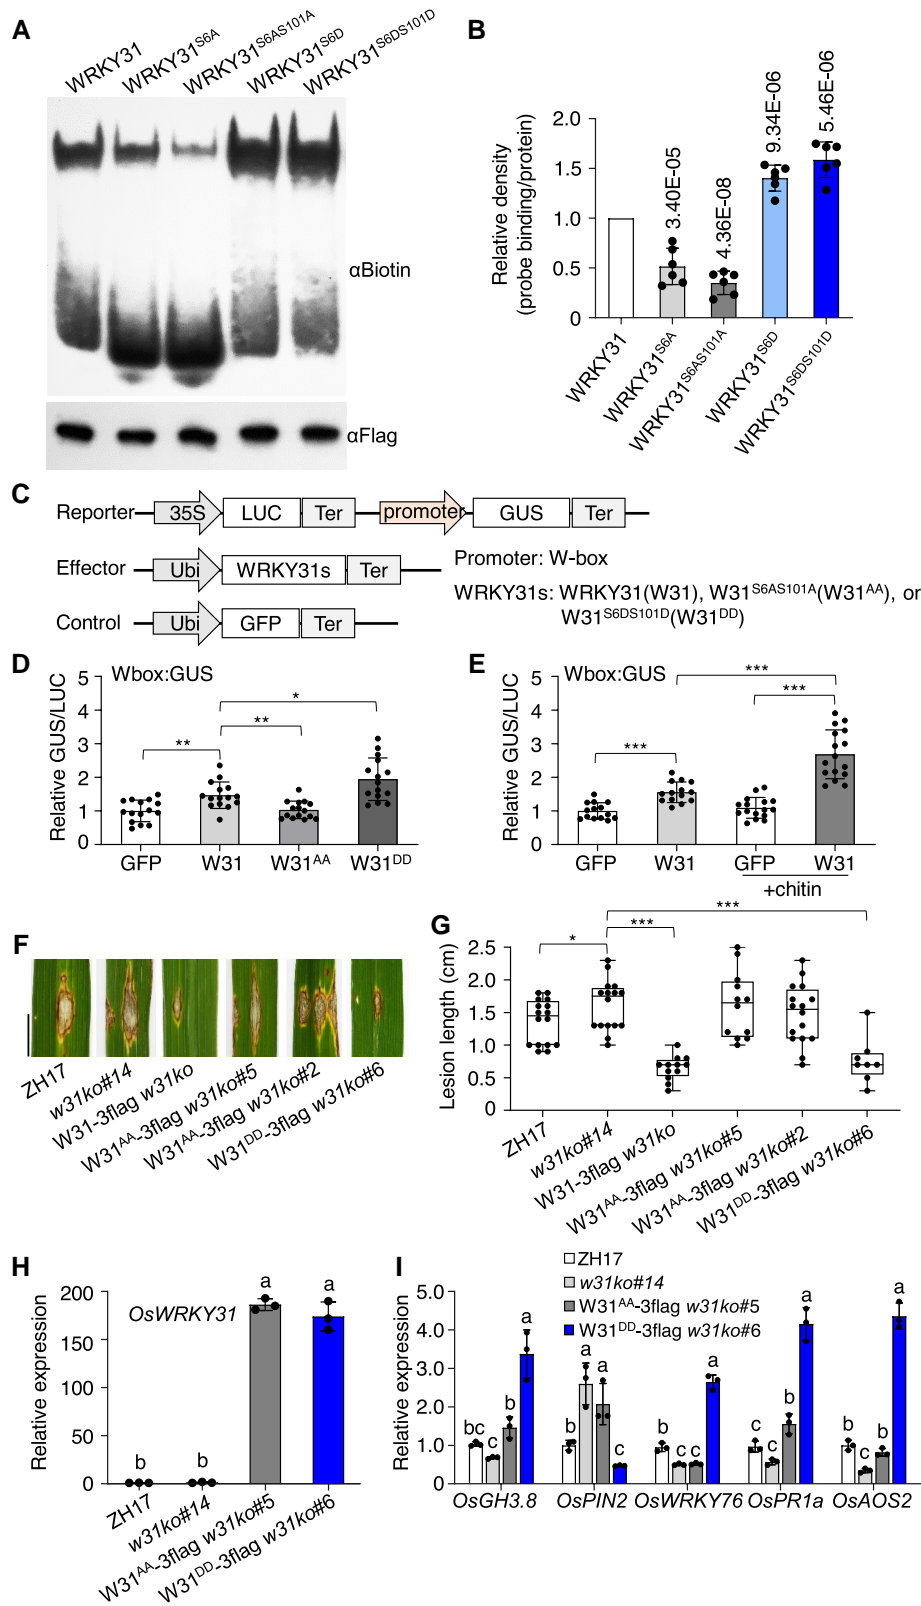 A
WRKY31
WRKY31S6A
WRKY31S6AS101A
WRKY31S6D
WRKY31S6DS101D
αBiotin
αFlag
B
Relative density
(probe binding/protein)
2.0
1.5
1.0
0.5
0
3.40E-05
4.36E-08
9.34E-06
5.46E-06
WRKY31
WRKY31S6A
WRKY31S6AS101A
WRKY31S6D
WRKY31S6DS101D
C
Reporter 35S LUC Ter promoter GUS Ter
Effector Ubi WRKY31s Ter
Promoter: W-box
WRKY31s: WRKY31(W31), W31S6AS101A(W31AA), or
W31S6DS101D(W31DD)
Control Ubi GFP Ter
D
Wbox:GUS
Relative GUS/LUC
5
4
3
2
1
0
** ** *
GFP W31 W31AA W31DD
E
Wbox:GUS
Relative GUS/LUC
5
4
3
2
1
0
*** *** ***
GFP W31 GFP W31
+chitin
F
ZH17
w31ko#14
W31-3flag w31ko
W31AA-3flag w31ko#5
W31AA-3flag w31ko#2
W31DD-3flag w31ko#6
G
Lesion length (cm)
2.5
2.0
1.5
1.0
0.5
0
* *** ***
ZH17
w31ko#14
W31-3flag w31ko
W31AA-3flag w31ko#5
W31AA-3flag w31ko#2
W31DD-3flag w31ko#6
H
Relative expression
200
150
100
50
0
OsWRKY31
b b a a
ZH17
w31ko#14
W31AA-3flag w31ko#5
W31DD-3flag w31ko#6
I
ZH17
w31ko#14
W31AA-3flag w31ko#5
W31DD-3flag w31ko#6
Relative expression
5.0
4.0
3.0
2.0
1.0
0
bc c b a
b a a c
b c c a
c c b a
b c b a
OsGH3.8 OsPIN2 OsWRKY76 OsPR1a OsAOS2